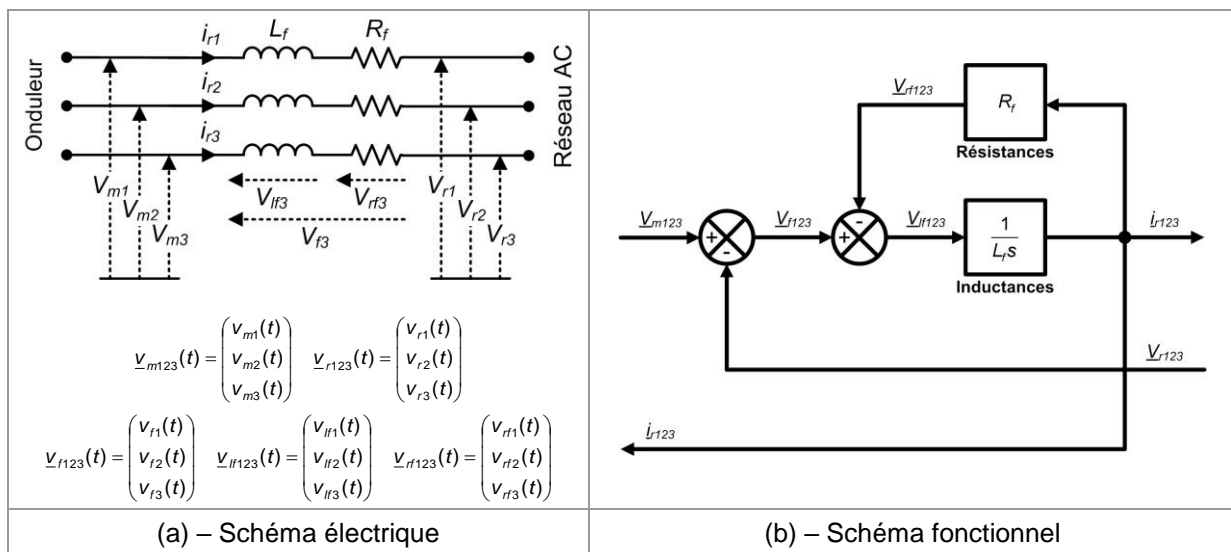 i_r1 L_f R_f
i_r2
i_r3
Onduleur
Réseau AC
V_m1
V_m2
V_m3
V_lf3 V_rf3
V_f3
V_r1
V_r2
V_r3
v_m123(t) = (v_m1(t) v_m2(t) v_m3(t)) v_r123(t) = (v_r1(t) v_r2(t) v_r3(t))
v_f123(t) = (v_f1(t) v_f2(t) v_f3(t)) v_lf123(t) = (v_lf1(t) v_lf2(t) v_lf3(t)) v_rf123(t) = (v_rf1(t) v_rf2(t) v_rf3(t))
(a) – Schéma électrique
V_rf123
R_f
Résistances
V_m123 + - V_f123 + - V_lf123
1 / L_f s
i_r123
Inductances
V_r123
i_r123
(b) – Schéma fonctionnel